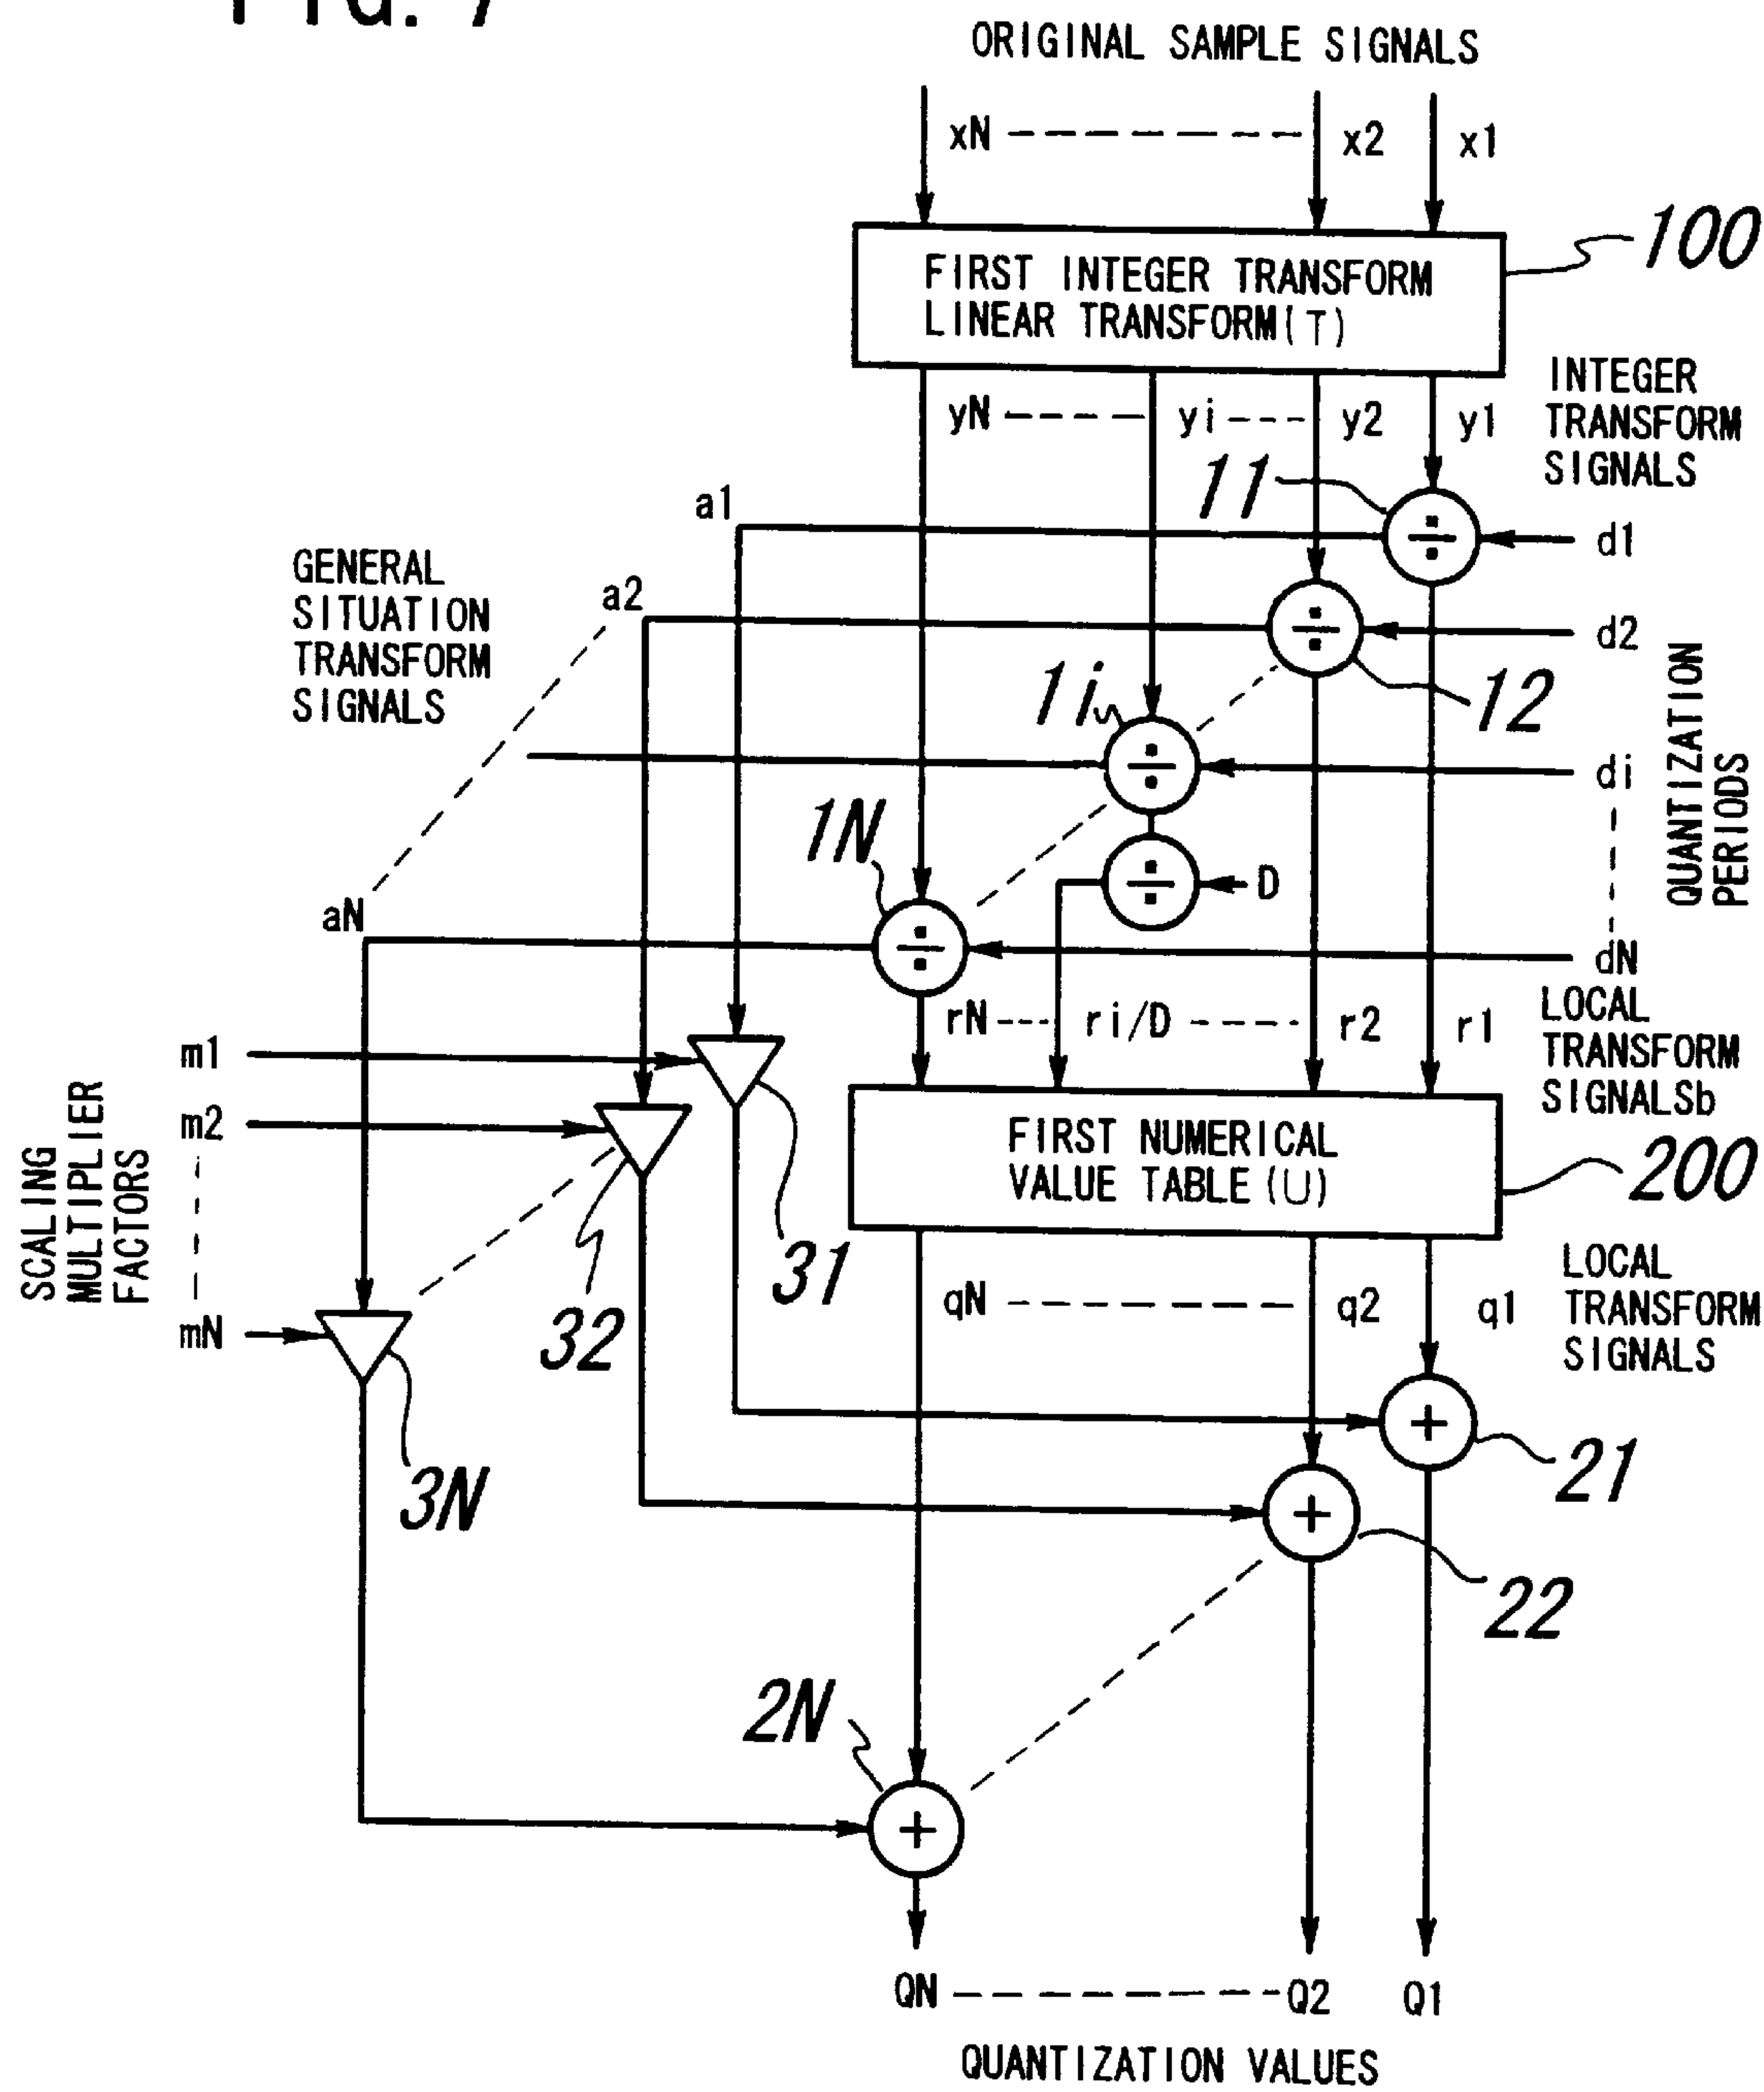 FIG. 7
ORIGINAL SAMPLE SIGNALS
xN x2 x1
100
FIRST INTEGER TRANSFORM
LINEAR TRANSFORM(T)
INTEGER
TRANSFORM
SIGNALS
yN yi y2 y1
11
a1
÷
d1
GENERAL
SITUATION
TRANSFORM
SIGNALS
a2
÷
d2
12
1i
÷
di
QUANTIZATION
PERIODS
1N
÷
D
aN
÷
dN
rN ri/D r2 r1
LOCAL
TRANSFORM
SIGNALSb
m1
m2
mN
SCALING
MULTIPLIER
FACTORS
FIRST NUMERICAL
VALUE TABLE(U)
200
31
32
3N
qN q2 q1
LOCAL
TRANSFORM
SIGNALS
+
21
+
22
2N
+
QN Q2 Q1
QUANTIZATION VALUES